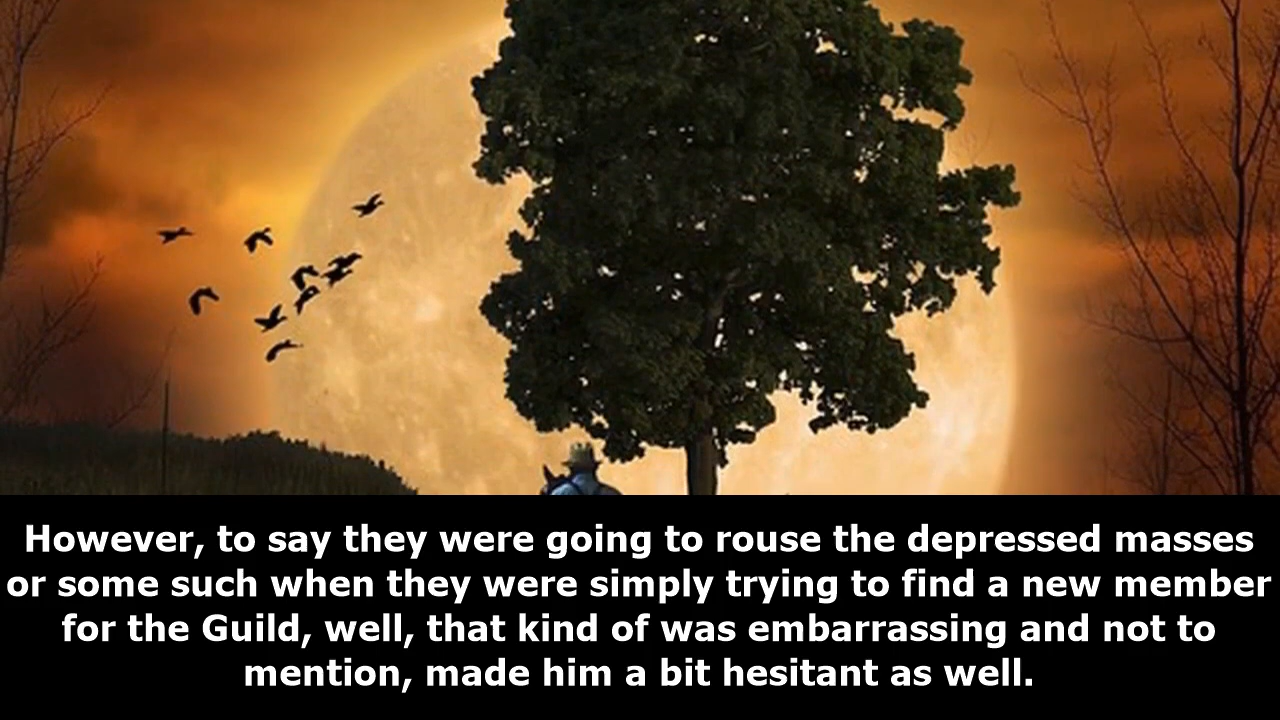 However, to say they were going to rouse the depressed masses
or some such when they were simply trying to find a new member
for the Guild, well, that kind of was embarrassing and not to
mention, made him a bit hesitant as well.